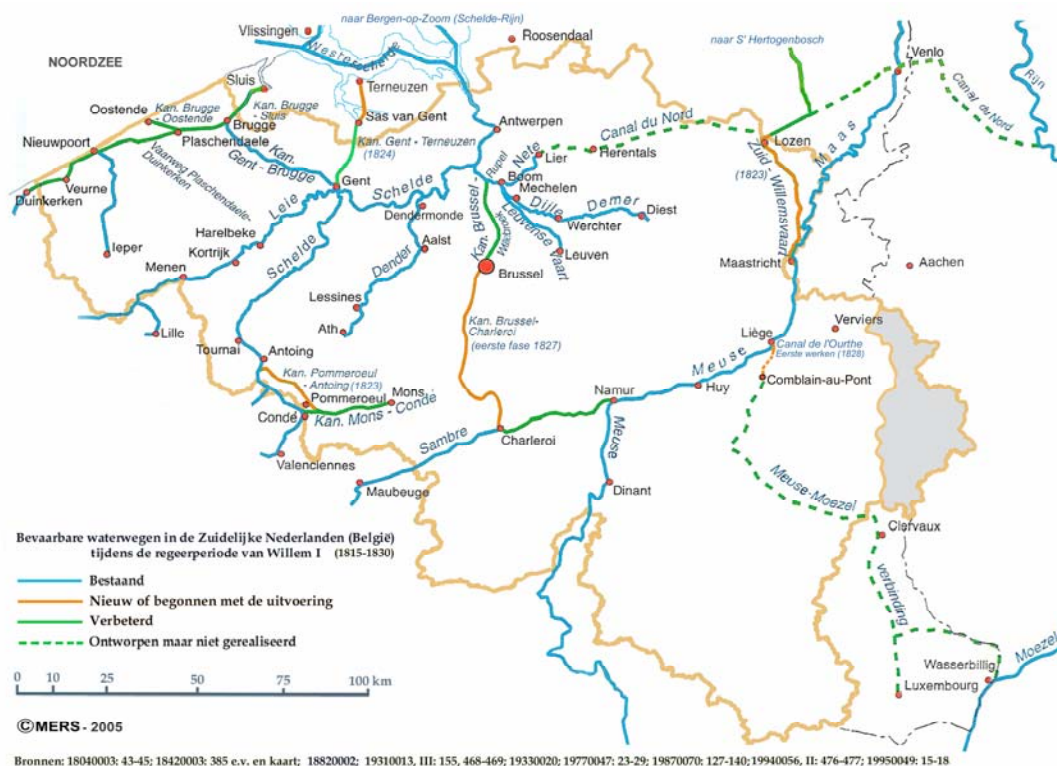 naar Bergen-op-Zoom (Schelde-Rijn)
Vlissingen
Roosendaal
Westerschelde
naar S' Hertogenbosch
NOORDZEE
Venlo
Rijn
Sluis
Terneuzen
Canal du Nord
Oostende
Kan. Brugge
- Oostende
Kan. Brugge
- Sluis
Brugge
Sas van Gent
Antwerpen
Canal du Nord
Nieuwpoort
Plaschendaele
Kan. Gent - Terneuzen
(1824)
Lozen
Maas
Kan.
Gent - Brugge
Vaarweg Plaschendaele-
Duinkerken
Rupel
Nete
Lier
Herentals
(1823)
Zuid - Willemsvaart
Veurne
Gent
Schelde
Boom
Mechelen
Duinkerken
Leie
Kan. Brussel -
Willebroek
Dijle
Demer
Diest
Dendermonde
Werchter
Leuvense
vaart
Ieper
Harelbeke
Kortrijk
Schelde
Aalst
Dender
Leuven
Maastricht
Aachen
Menen
Brussel
Lessines
Lille
Ath
Kan. Brussel-
Charleroi
(eerste fase 1827)
Verviers
Liège
Tournai
Antoing
Canal de l'Ourthe
Eerste werken (1828)
Meuse
Kan. Pommeroeul
- Antoing (1823)
Comblain-au-Pont
Pommeroeul
Mons
Namur
Huy
Condé
Kan. Mons - Condé
Sambre
Charleroi
Meuse
Valenciennes
Maubeuge
Dinant
Meuse-Moezel
Clervaux
verbinding
Bevaarbare waterwegen in de Zuidelijke Nederlanden (België)
tijdens de regeerperiode van Willem I (1815-1830)
Bestaand
Nieuw of begonnen met de uitvoering
Verbeterd
Ontworpen maar niet gerealiseerd
Wasserbillig
Moezel
Luxembourg
0 10 25 50 75 100 km
©MERS - 2005
Bronnen: 18040003: 43-45; 18420003: 385 e.v. en kaart; 18820002; 19310013, III: 155, 468-469; 19330020; 19770047: 23-29; 19870070: 127-140; 19940056, II: 476-477; 19950049: 15-18